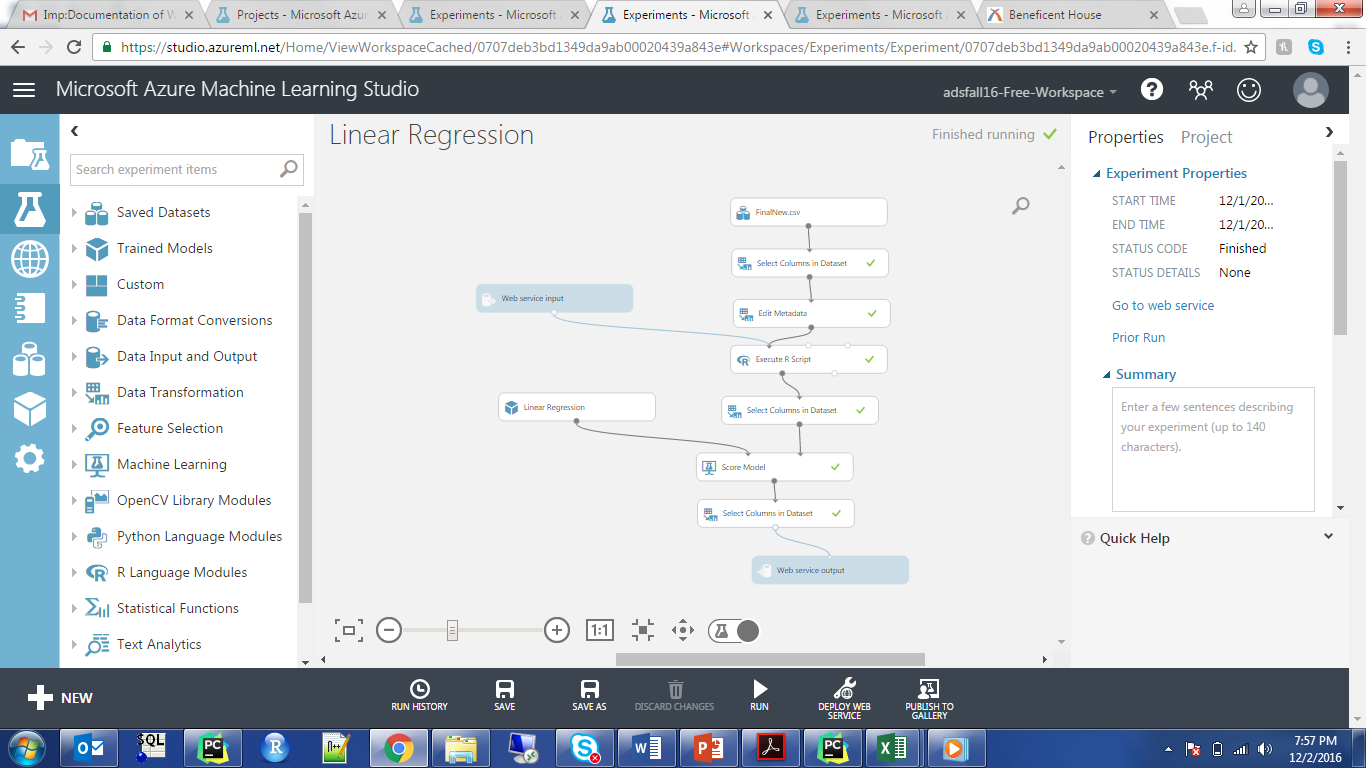 Imp:Documentation of W
Projects - Microsoft Azur
Experiments - Microsoft A
Experiments - Microsoft A
Experiments - Microsoft A
Beneficent House
https://studio.azureml.net/Home/ViewWorkspaceCached/0707deb3bd1349da9ab00020439a843e#Workspaces/Experiments/Experiment/0707deb3bd1349da9ab00020439a843e.f-id.
Microsoft Azure Machine Learning Studio
adsfall16-Free-Workspace
Search experiment items
Saved Datasets
Trained Models
Custom
Data Format Conversions
Data Input and Output
Data Transformation
Feature Selection
Machine Learning
OpenCV Library Modules
Python Language Modules
R Language Modules
Statistical Functions
Text Analytics
Linear Regression
Finished running
FinalNew.csv
Select Columns in Dataset
Web service input
Edit Metadata
Execute R Script
Linear Regression
Select Columns in Dataset
Score Model
Select Columns in Dataset
Web service output
1:1
Properties
Project
Experiment Properties
START TIME 12/1/20...
END TIME 12/1/20...
STATUS CODE Finished
STATUS DETAILS None
Go to web service
Prior Run
Summary
Enter a few sentences describing
your experiment (up to 140
characters).
Quick Help
NEW
RUN HISTORY
SAVE
SAVE AS
DISCARD CHANGES
RUN
DEPLOY WEB
SERVICE
PUBLISH TO
GALLERY
SQL
7:57 PM
12/2/2016